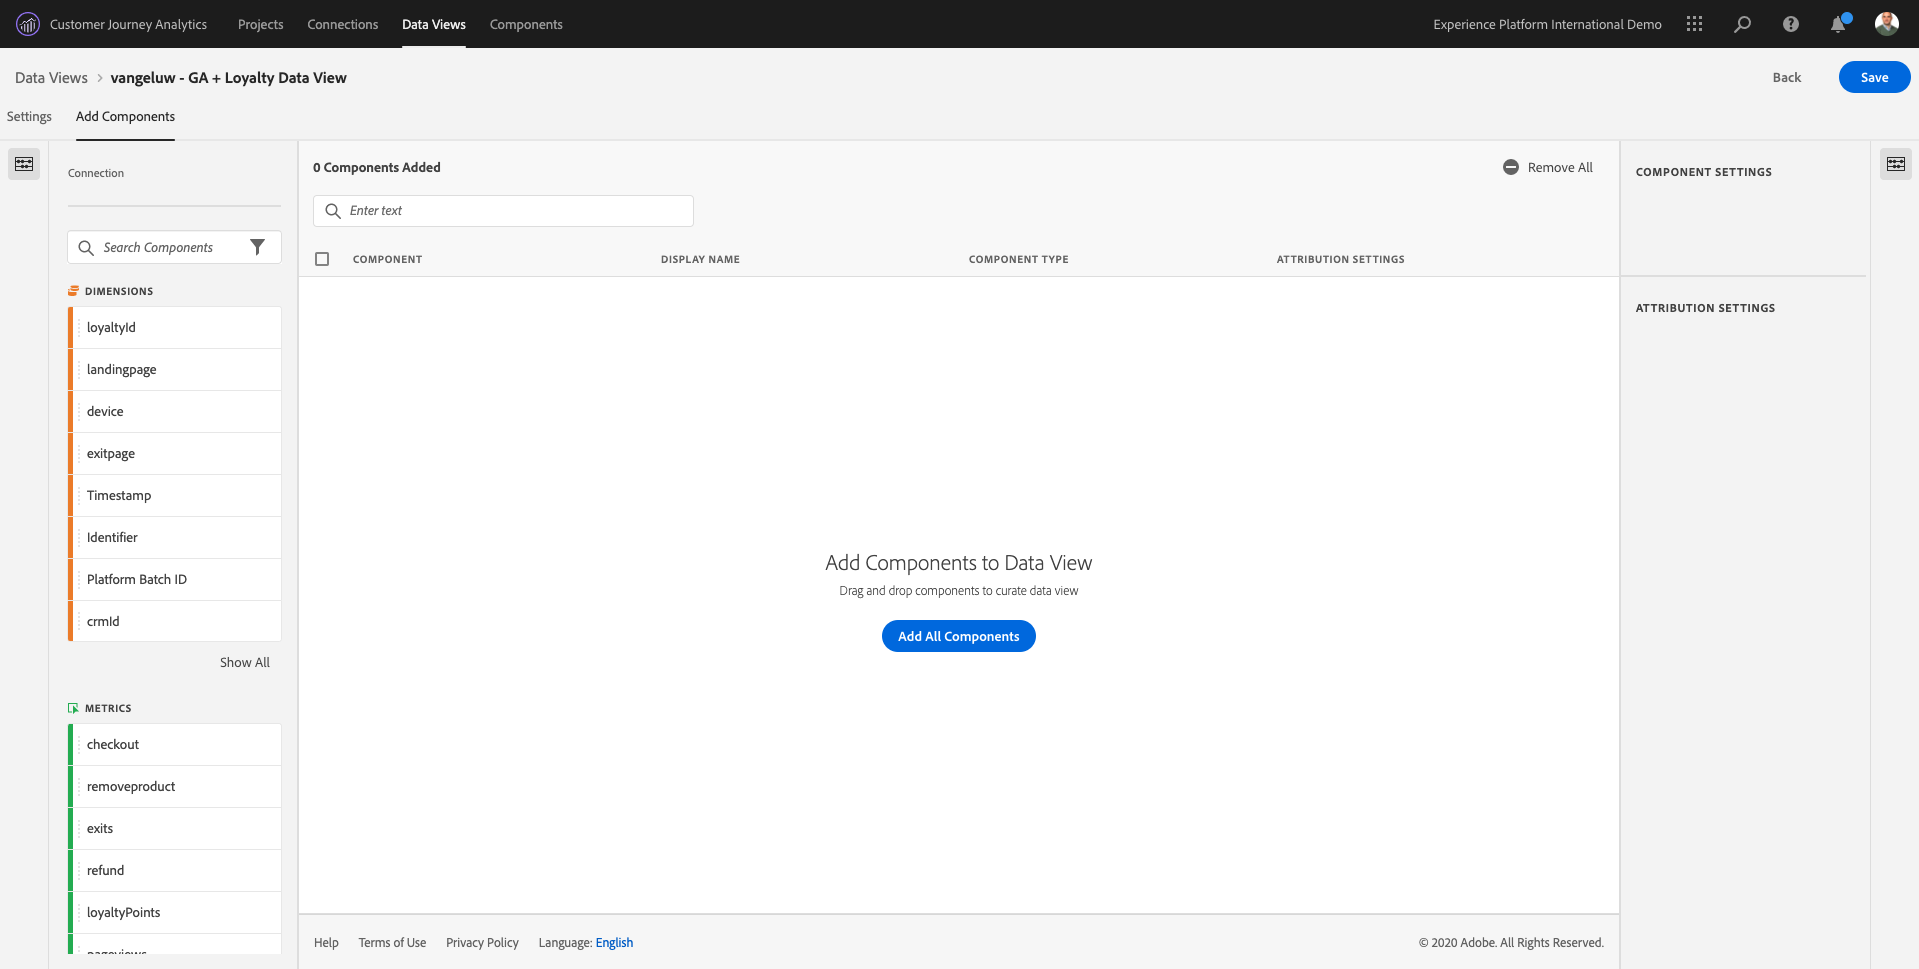 Customer Journey Analytics Projects Connections Data Views Components Experience Platform International Demo
Data Views > vangeluw - GA + Loyalty Data View Back Save
Settings Add Components
Connection
Search Components
DIMENSIONS
loyaltyId
landingpage
device
exitpage
Timestamp
Identifier
Platform Batch ID
crmId
Show All
METRICS
checkout
removeproduct
exits
refund
loyaltyPoints
pageviews
0 Components Added Remove All
Enter text
COMPONENT DISPLAY NAME COMPONENT TYPE ATTRIBUTION SETTINGS
Add Components to Data View
Drag and drop components to curate data view
Add All Components
COMPONENT SETTINGS
ATTRIBUTION SETTINGS
Help Terms of Use Privacy Policy Language: English © 2020 Adobe. All Rights Reserved.